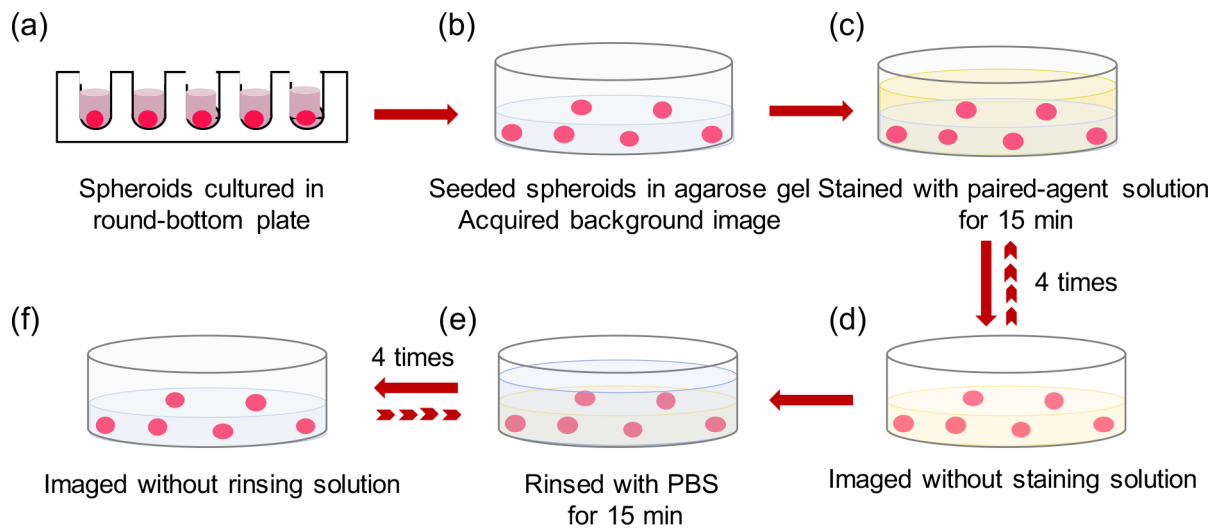 (a)
Spheroids cultured in
round-bottom plate
(b)
Seeded spheroids in agarose gel
Acquired background image
(c)
Stained with paired-agent solution
for 15 min
4 times
(d)
Imaged without staining solution
(e)
Rinsed with PBS
for 15 min
4 times
(f)
Imaged without rinsing solution